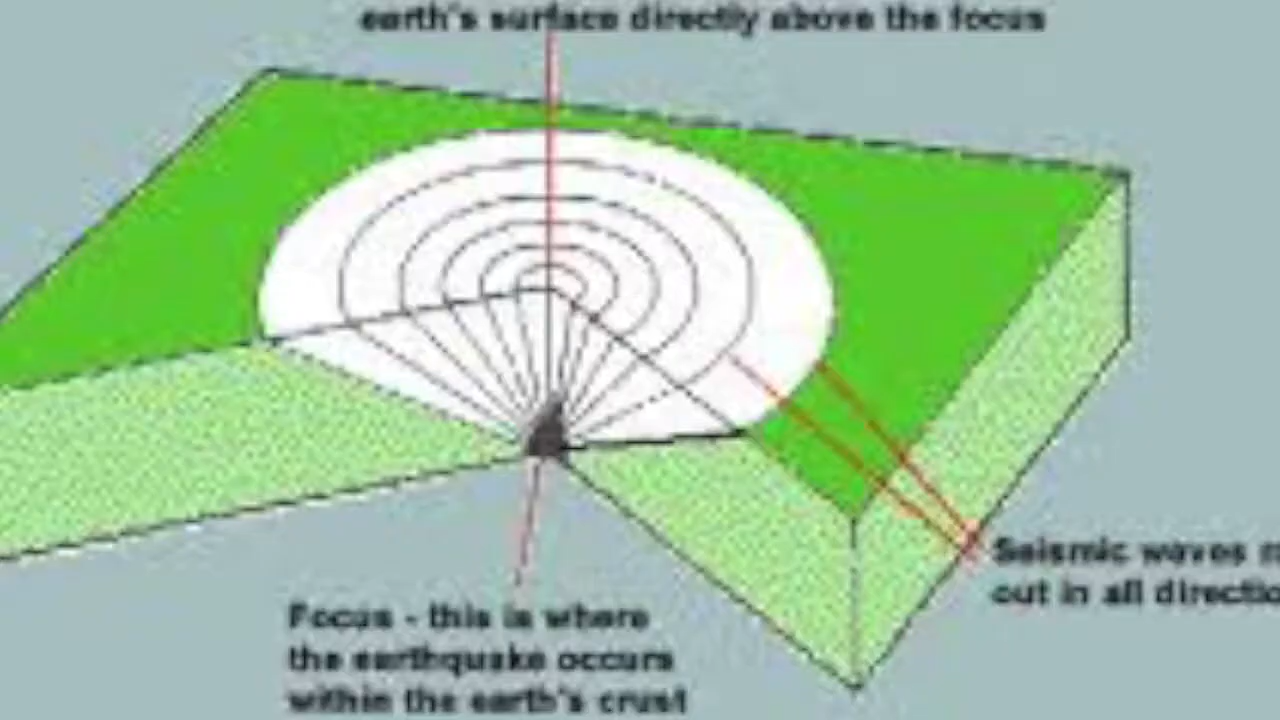 earth's surface directly above the focus
Seismic waves
out in all
Focus - this is where
the earthquake occurs
within the earth's crust